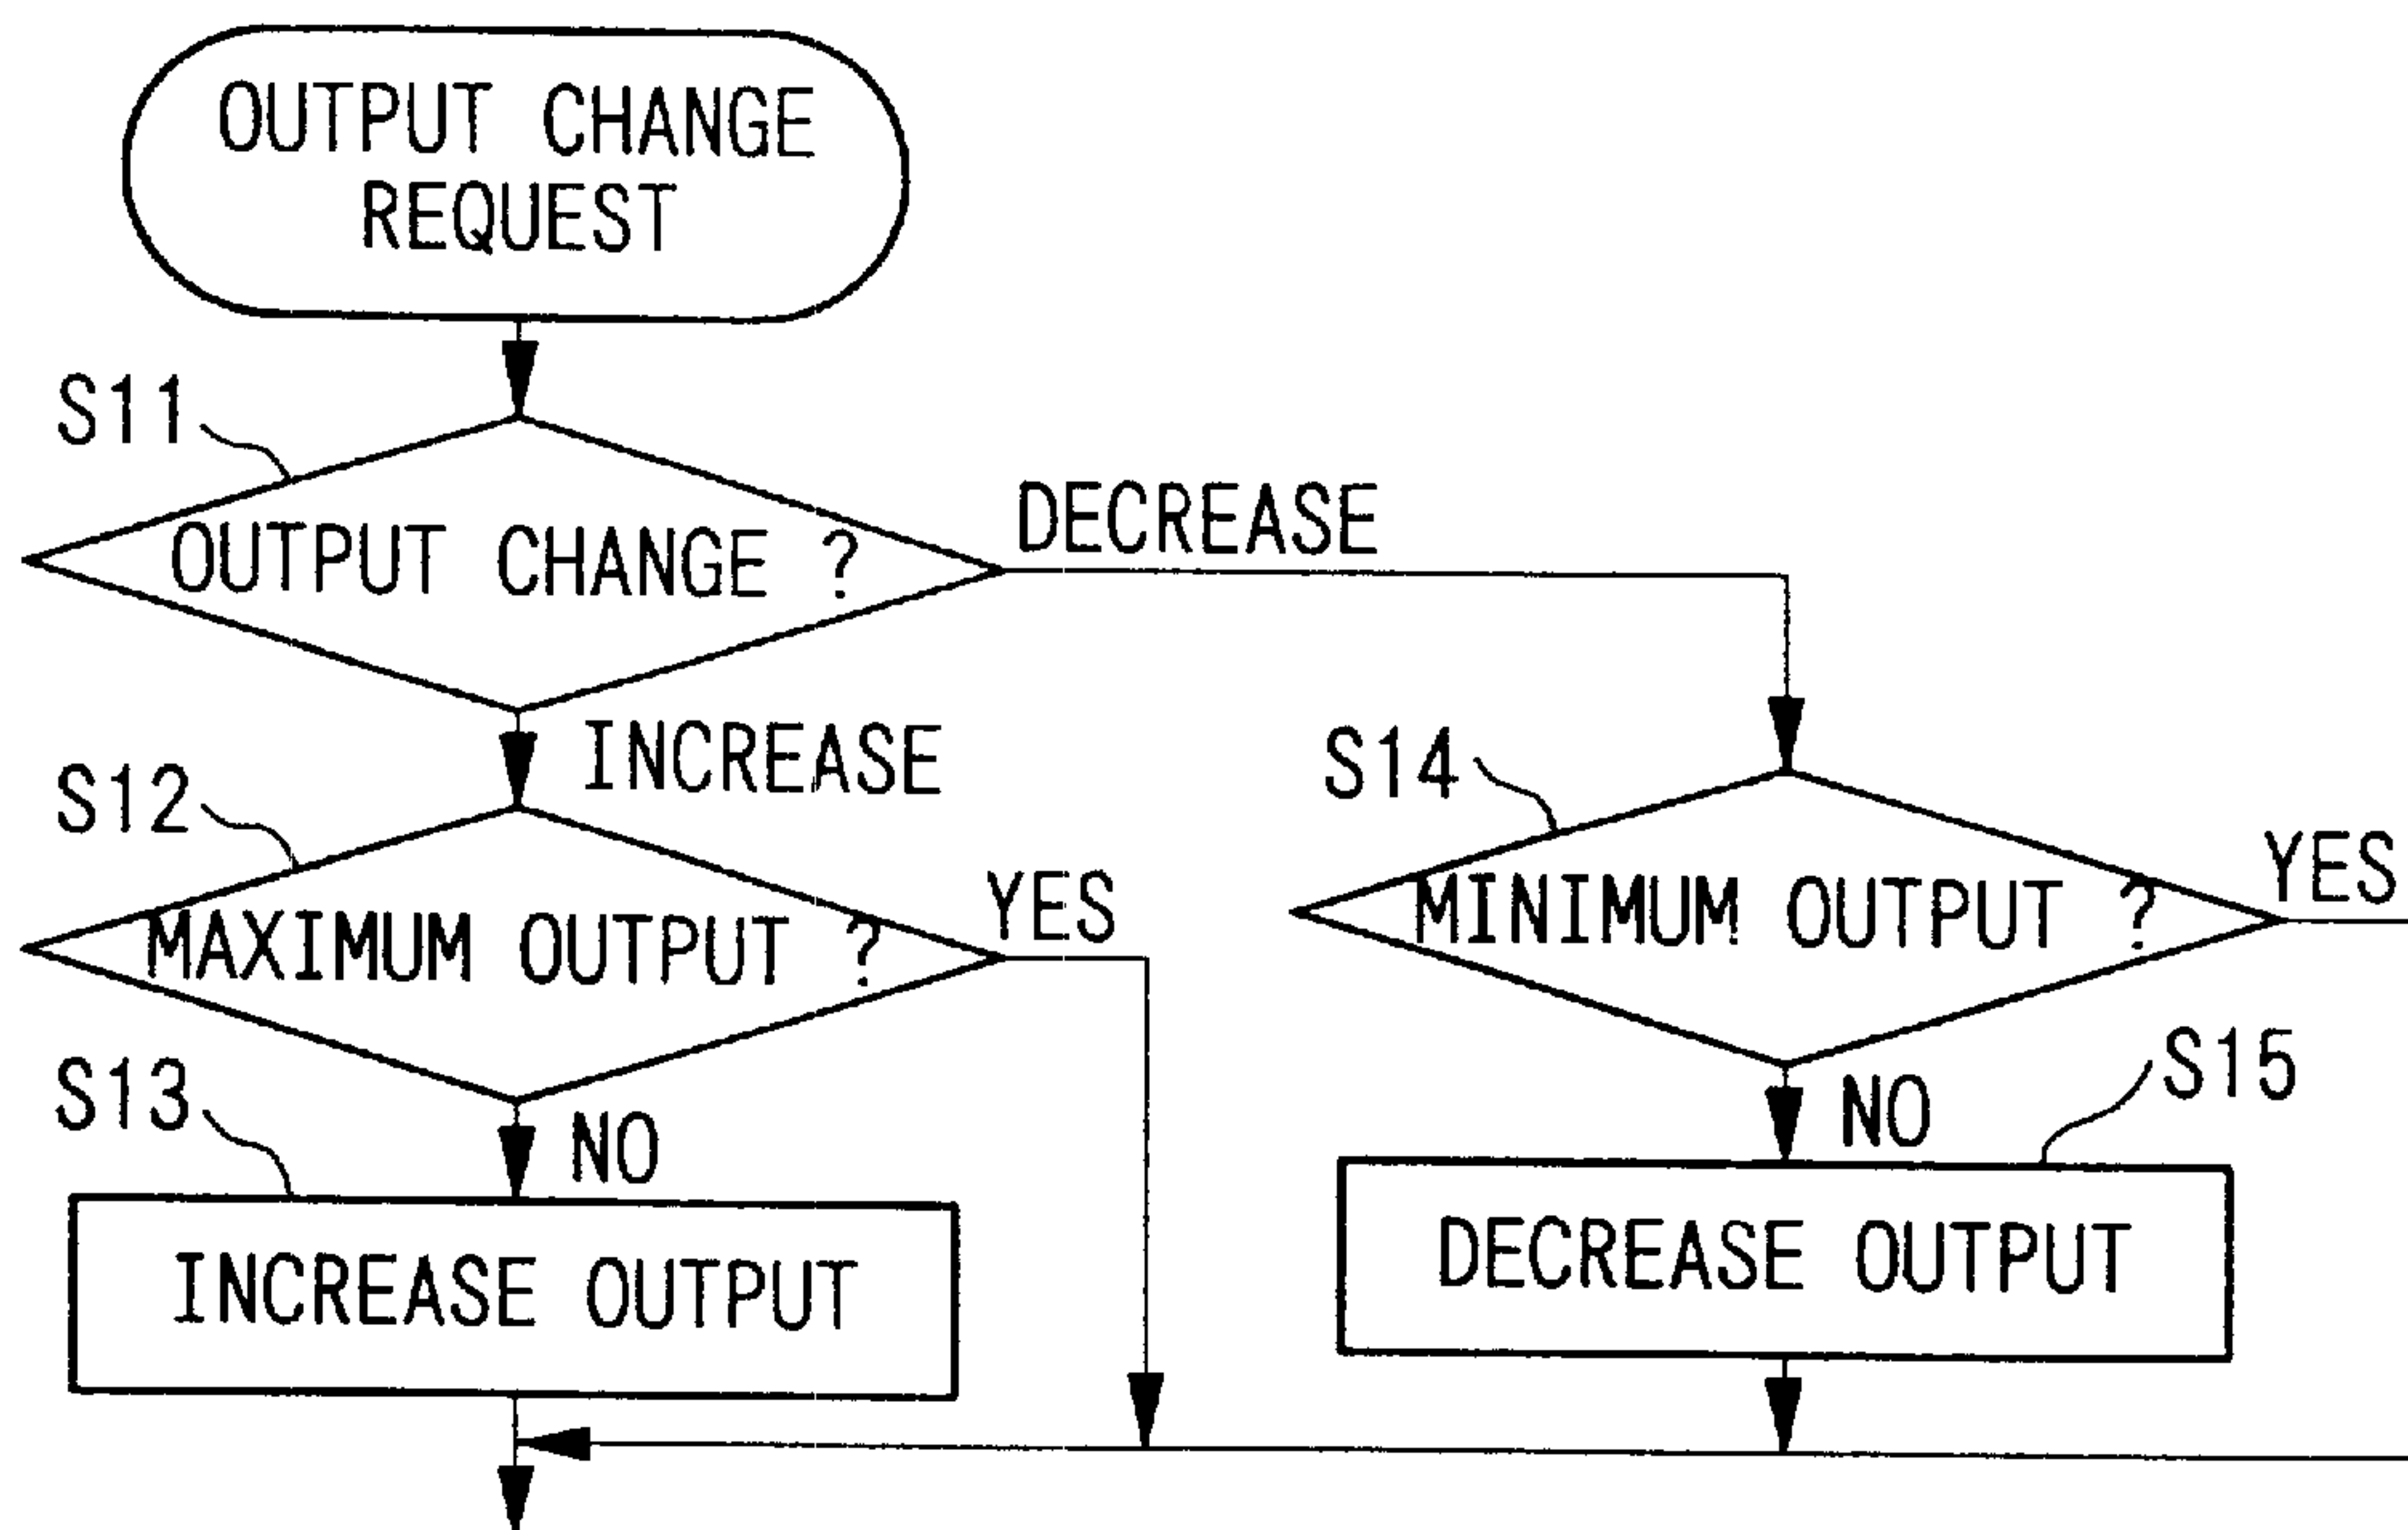 OUTPUT CHANGE
REQUEST
S11
OUTPUT CHANGE ?
DECREASE
INCREASE
S12
MAXIMUM OUTPUT ?
YES
S14
MINIMUM OUTPUT ?
YES
S13
NO
INCREASE OUTPUT
NO
S15
DECREASE OUTPUT